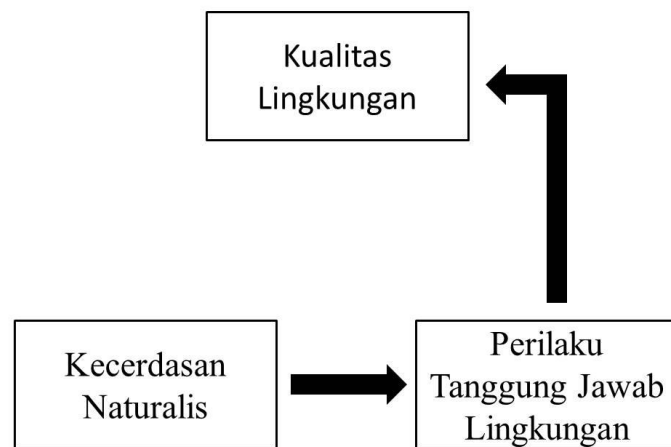 Kualitas
Lingkungan
Kecerdasan
Naturalis
Perilaku
Tanggung Jawab
Lingkungan